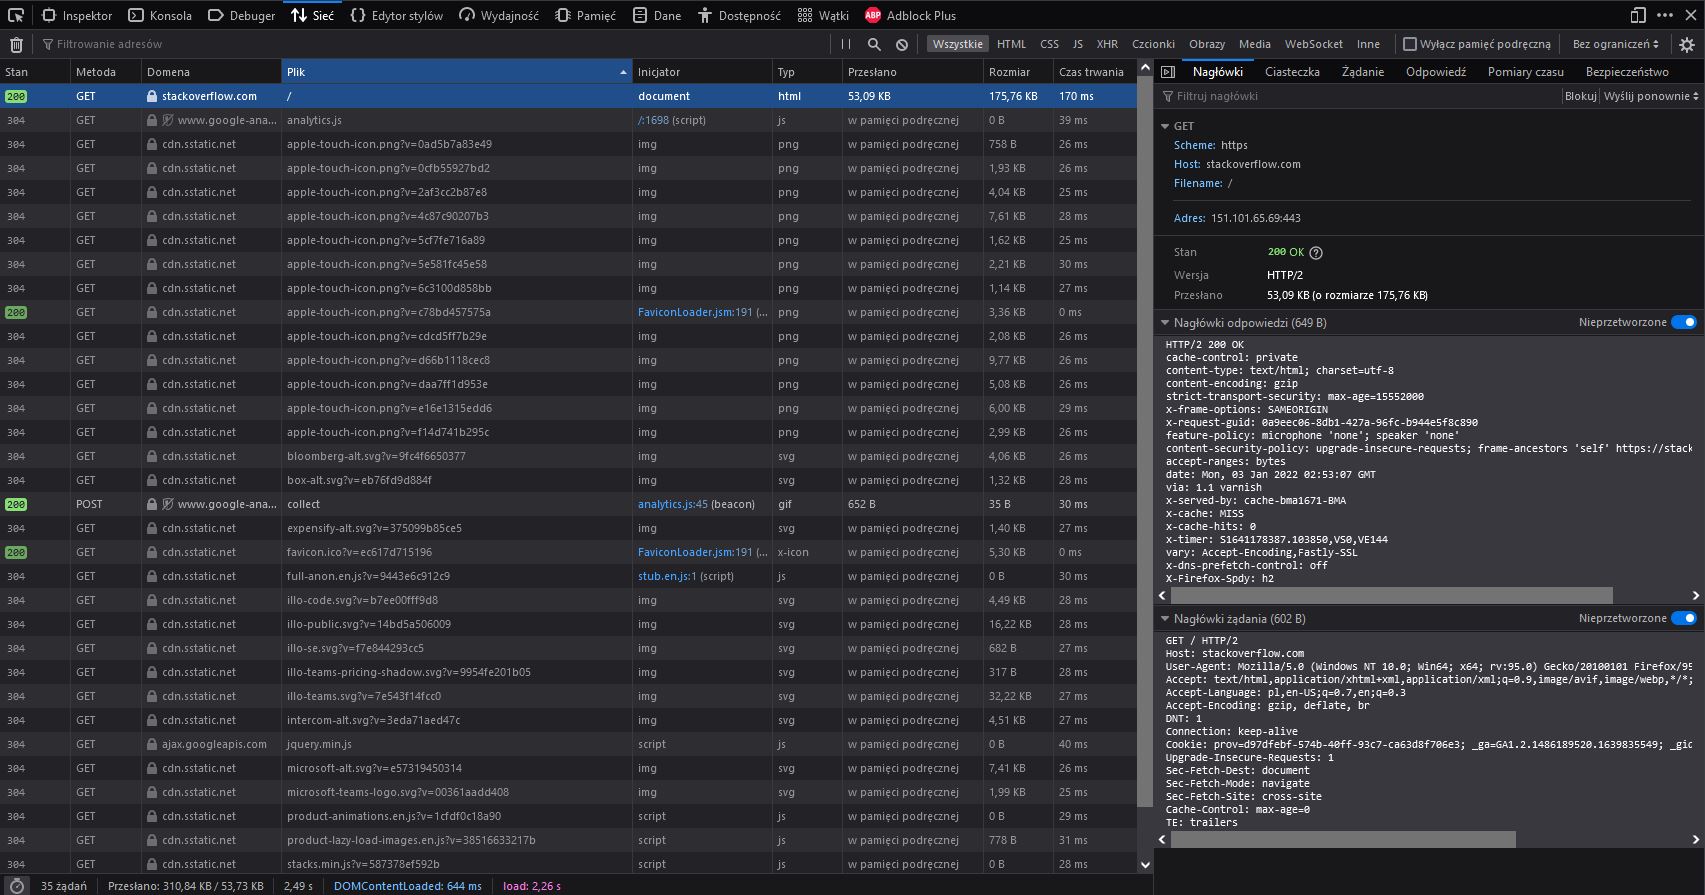 Inspektor Konsola Debuger Sieć Edytor stylów Wydajność Pamięć Dane Dostępność Wątki ABP Adblock Plus
Filtrowanie adresów Wszystkie HTML CSS JS XHR Czcionki Obrazy Media WebSocket Inne Wyłącz pamięć podręczną Bez ograniczeń
Stan Metoda Domena Plik Inicjator Typ Przesłano Rozmiar Czas trwania
200 GET stackoverflow.com / document html 53,09 KB 175,76 KB 170 ms
304 GET www.google-ana... analytics.js /:1698 (script) js w pamięci podręcznej 0 B 39 ms
304 GET cdn.sstatic.net apple-touch-icon.png?v=0ad5b7a83e49 img png w pamięci podręcznej 758 B 26 ms
304 GET cdn.sstatic.net apple-touch-icon.png?v=0cfb55927bd2 img png w pamięci podręcznej 1,93 KB 26 ms
304 GET cdn.sstatic.net apple-touch-icon.png?v=2af3cc2b87e8 img png w pamięci podręcznej 4,04 KB 25 ms
304 GET cdn.sstatic.net apple-touch-icon.png?v=4c87c90207b3 img png w pamięci podręcznej 7,61 KB 28 ms
304 GET cdn.sstatic.net apple-touch-icon.png?v=5cf7fe716a89 img png w pamięci podręcznej 1,62 KB 25 ms
304 GET cdn.sstatic.net apple-touch-icon.png?v=5e581fc45e58 img png w pamięci podręcznej 2,21 KB 30 ms
304 GET cdn.sstatic.net apple-touch-icon.png?v=6c3100d858bb img png w pamięci podręcznej 1,14 KB 27 ms
200 GET cdn.sstatic.net apple-touch-icon.png?v=c78bd457575a FaviconLoader.jsm:191 (... png w pamięci podręcznej 3,36 KB 0 ms
304 GET cdn.sstatic.net apple-touch-icon.png?v=cdcd5ff7b29e img png w pamięci podręcznej 2,08 KB 26 ms
304 GET cdn.sstatic.net apple-touch-icon.png?v=d66b1118cec8 img png w pamięci podręcznej 9,77 KB 26 ms
304 GET cdn.sstatic.net apple-touch-icon.png?v=daa7ff1d953e img png w pamięci podręcznej 5,08 KB 26 ms
304 GET cdn.sstatic.net apple-touch-icon.png?v=e16e1315edd6 img png w pamięci podręcznej 6,00 KB 29 ms
304 GET cdn.sstatic.net apple-touch-icon.png?v=f14d741b295c img png w pamięci podręcznej 2,99 KB 26 ms
304 GET cdn.sstatic.net bloomberg-alt.svg?v=9fc4f6650377 img svg w pamięci podręcznej 4,06 KB 26 ms
304 GET cdn.sstatic.net box-alt.svg?v=eb76fd9d884f img svg w pamięci podręcznej 1,32 KB 28 ms
200 POST www.google-ana... collect analytics.js:45 (beacon) gif 652 B 35 B 30 ms
304 GET cdn.sstatic.net expensify-alt.svg?v=375099b85ce5 img svg w pamięci podręcznej 1,40 KB 27 ms
200 GET cdn.sstatic.net favicon.ico?v=ec617d715196 FaviconLoader.jsm:191 (... x-icon w pamięci podręcznej 5,30 KB 0 ms
304 GET cdn.sstatic.net full-anon.en.js?v=9443e6c912c9 stub.en.js:1 (script) js w pamięci podręcznej 0 B 30 ms
304 GET cdn.sstatic.net illo-code.svg?v=b7ee00fff9d8 img svg w pamięci podręcznej 4,49 KB 28 ms
304 GET cdn.sstatic.net illo-public.svg?v=14bd5a506009 img svg w pamięci podręcznej 16,22 KB 28 ms
304 GET cdn.sstatic.net illo-se.svg?v=f7e844293cc5 img svg w pamięci podręcznej 682 B 27 ms
304 GET cdn.sstatic.net illo-teams-pricing-shadow.svg?v=9954fe201b05 img svg w pamięci podręcznej 317 B 28 ms
304 GET cdn.sstatic.net illo-teams.svg?v=7e543f14fcc0 img svg w pamięci podręcznej 32,22 KB 27 ms
304 GET cdn.sstatic.net intercom-alt.svg?v=3eda71aed47c img svg w pamięci podręcznej 4,51 KB 27 ms
304 GET ajax.googleapis.com jquery.min.js script js w pamięci podręcznej 0 B 40 ms
304 GET cdn.sstatic.net microsoft-alt.svg?v=e57319450314 img svg w pamięci podręcznej 7,41 KB 26 ms
304 GET cdn.sstatic.net microsoft-teams-logo.svg?v=00361aadd408 img svg w pamięci podręcznej 1,99 KB 25 ms
304 GET cdn.sstatic.net product-animations.en.js?v=1cfdf0c18a90 script js w pamięci podręcznej 0 B 29 ms
304 GET cdn.sstatic.net product-lazy-load-images.en.js?v=38516633217b script js w pamięci podręcznej 778 B 31 ms
304 GET cdn.sstatic.net stacks.min.js?v=587378ef592b script js w pamięci podręcznej 0 B 28 ms
35 żądań Przesłano: 310,84 KB / 53,73 KB 2,49 s DOMContentLoaded: 644 ms load: 2,26 s
Nagłówki Ciasteczka Żądanie Odpowiedź Pomiary czasu Bezpieczeństwo
Filtruj nagłówki Blokuj Wyślij ponownie
GET
Scheme: https
Host: stackoverflow.com
Filename: /
Adres: 151.101.65.69:443
Stan 200 OK ?
Wersja HTTP/2
Przesłano 53,09 KB (o rozmiarze 175,76 KB)
Nagłówki odpowiedzi (649 B) Nieprzetworzone
HTTP/2 200 OK
cache-control: private
content-type: text/html; charset=utf-8
content-encoding: gzip
strict-transport-security: max-age=15552000
x-frame-options: SAMEORIGIN
x-request-guid: 0a9eec06-8db1-427a-96fc-b944e5f8c890
feature-policy: microphone 'none'; speaker 'none'
content-security-policy: upgrade-insecure-requests; frame-ancestors 'self' https://stack
accept-ranges: bytes
date: Mon, 03 Jan 2022 02:53:07 GMT
via: 1.1 varnish
x-served-by: cache-bma1671-BMA
x-cache: MISS
x-cache-hits: 0
x-timer: S1641178387.103850,VS0,VE144
vary: Accept-Encoding,Fastly-SSL
x-dns-prefetch-control: off
X-Firefox-Spdy: h2
Nagłówki żądania (602 B) Nieprzetworzone
GET / HTTP/2
Host: stackoverflow.com
User-Agent: Mozilla/5.0 (Windows NT 10.0; Win64; x64; rv:95.0) Gecko/20100101 Firefox/95
Accept: text/html,application/xhtml+xml,application/xml;q=0.9,image/avif,image/webp,*/*;
Accept-Language: pl,en-US;q=0.7,en;q=0.3
Accept-Encoding: gzip, deflate, br
DNT: 1
Connection: keep-alive
Cookie: prov=d97dfebf-574b-40ff-93c7-ca63d8f706e3; _ga=GA1.2.1486189520.1639835549; _gid
Upgrade-Insecure-Requests: 1
Sec-Fetch-Dest: document
Sec-Fetch-Mode: navigate
Sec-Fetch-Site: cross-site
Cache-Control: max-age=0
TE: trailers